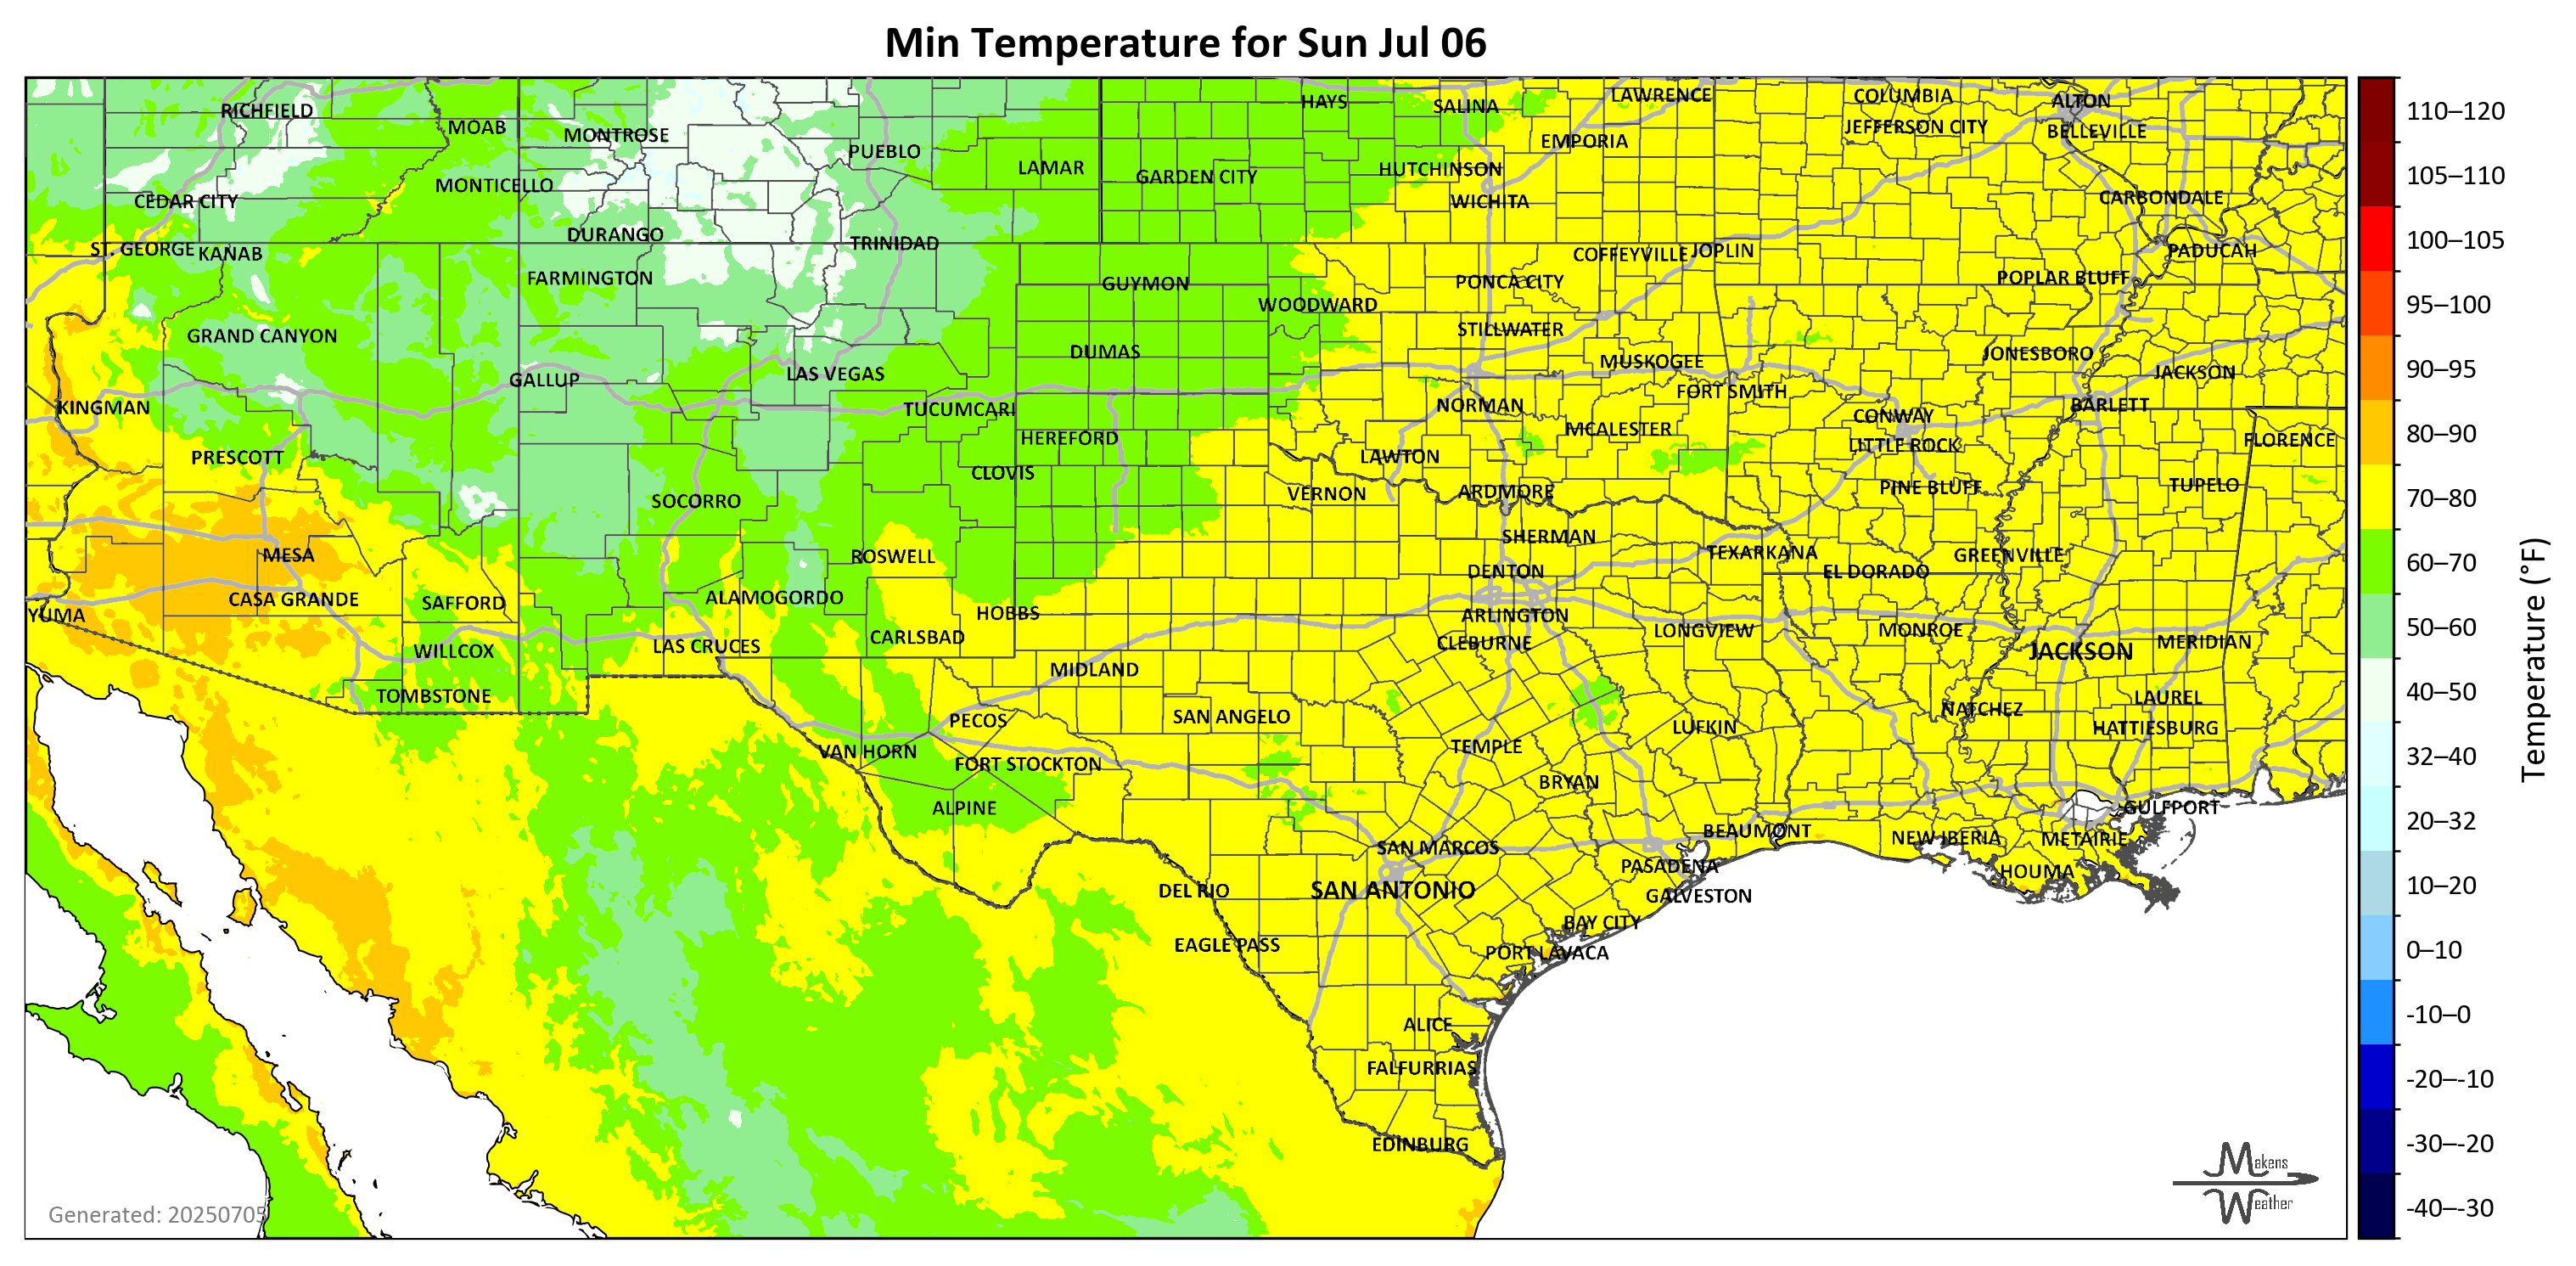 Min Temperature for Sun Jul 06
RICHFIELD
MOAB
MONTROSE
PUEBLO
LAMAR
HAYS
SALINA
LAWRENCE
COLUMBIA
ALTON
JEFFERSON CITY
BELLEVILLE
EMPORIA
HUTCHINSON
GARDEN CITY
MONTICELLO
CEDAR CITY
WICHITA
CARBONDALE
DURANGO
TRINIDAD
ST. GEORGE
KANAB
COFFEYVILLE
JOPLIN
PADUCAH
FARMINGTON
GUYMON
PONCA CITY
POPLAR BLUFF
WOODWARD
GRAND CANYON
STILLWATER
DUMAS
MUSKOGEE
JONESBORO
JACKSON
GALLUP
LAS VEGAS
FORT SMITH
KINGMAN
TUCUMCARI
NORMAN
CONWAY
BARLETT
HEREFORD
MCALESTER
LITTLE ROCK
FLORENCE
PRESCOTT
CLOVIS
LAWTON
SOCORRO
VERNON
ARDMORE
PINE BLUFF
TUPELO
SHERMAN
MESA
ROSWELL
TEXARKANA
GREENVILLE
DENTON
EL DORADO
CASA GRANDE
SAFFORD
ALAMOGORDO
HOBBS
YUMA
ARLINGTON
CARLSBAD
LONGVIEW
MONROE
CLEBURNE
MERIDIAN
WILLCOX
LAS CRUCES
JACKSON
MIDLAND
TOMBSTONE
LAUREL
PECOS
SAN ANGELO
NATCHEZ
LUFKIN
HATTIESBURG
VAN HORN
TEMPLE
FORT STOCKTON
BRYAN
ALPINE
GULFPORT
BEAUMONT
NEW IBERIA
METAIRIE
SAN MARCOS
PASADENA
HOUMA
DEL RIO
SAN ANTONIO
GALVESTON
BAY CITY
EAGLE PASS
PORT LAVACA
ALICE
FALFURRIAS
EDINBURG
Generated: 20250705
Makens
Weather
110–120
105–110
100–105
95–100
90–95
80–90
70–80
60–70
50–60
40–50
32–40
20–32
10–20
0–10
-10–0
-20–-10
-30–-20
-40–-30
Temperature (°F)